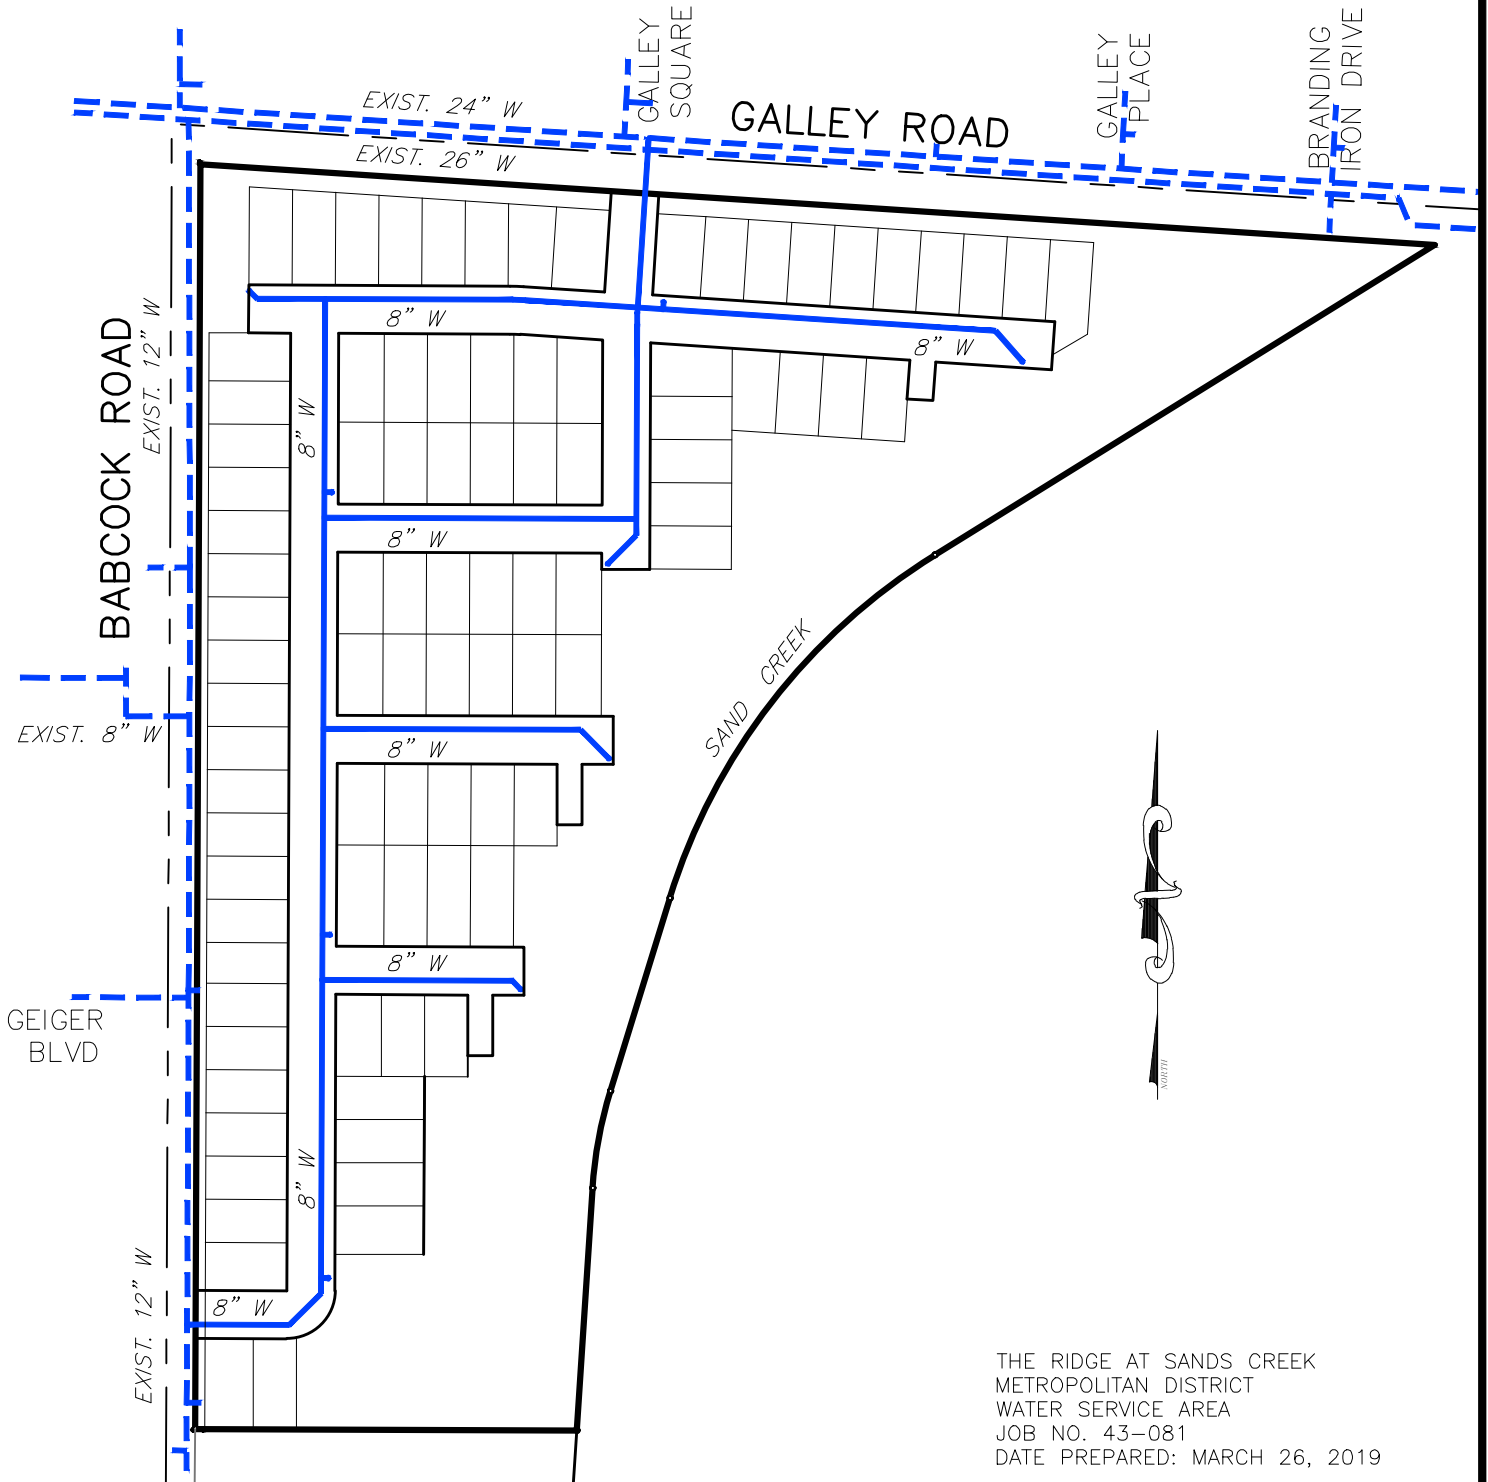 GALLEY
SQUARE
GALLEY
PLACE
BRANDING
IRON DRIVE
EXIST. 24" W
GALLEY ROAD
EXIST. 26" W
BABCOCK ROAD
EXIST. 12" W
8" W
8" W
8" W
8" W
SAND CREEK
EXIST. 8" W
8" W
8" W
GEIGER
BLVD
NORTH
8" W
EXIST. 12" W
8" W
THE RIDGE AT SANDS CREEK
METROPOLITAN DISTRICT
WATER SERVICE AREA
JOB NO. 43-081
DATE PREPARED: MARCH 26, 2019